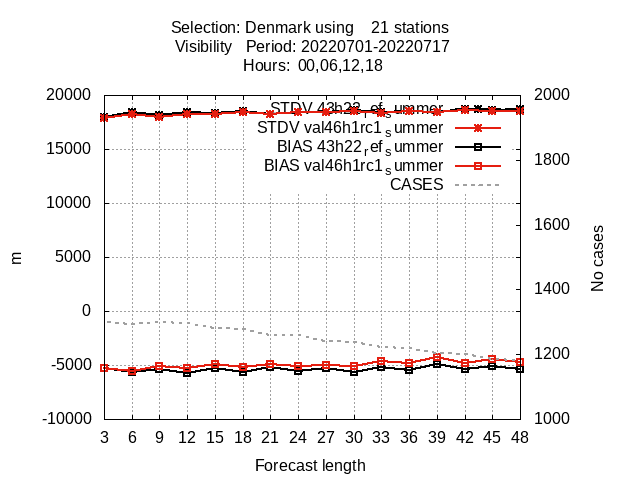 Selection: Denmark using    21 stations
Visibility   Period: 20220701-20220717
Hours:  00,06,12,18
20000
15000
10000
5000
0
-5000
-10000
m
2000
1800
1600
1400
1200
1000
No cases
STDV 43h22_ref_summer
STDV val46h1rc1_summer
BIAS 43h22_ref_summer
BIAS val46h1rc1_summer
CASES
3 6 9 12 15 18 21 24 27 30 33 36 39 42 45 48
Forecast length